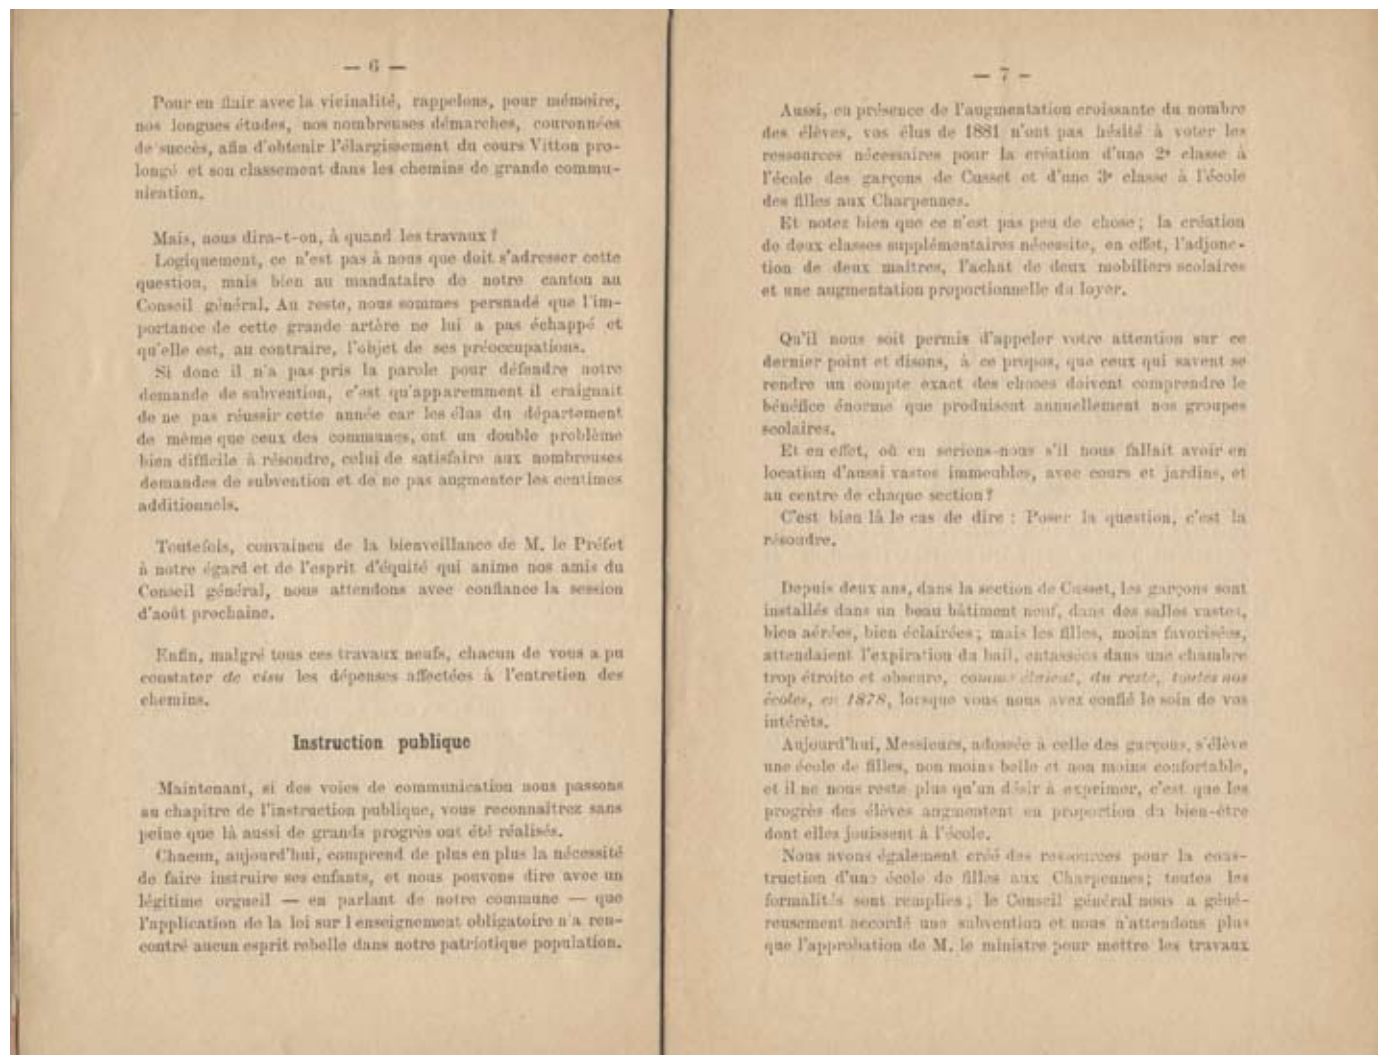 — 6 —
Pour en finir avec la vicinalité, rappelons, pour mémoire,
nos longues études, nos nombreuses démarches, couronnées
de succès, afin d'obtenir l'élargissement du cours Vitton pro-
longé et son classement dans les chemins de grande commu-
nication.
Mais, nous dira-t-on, à quand les travaux ?
Logiquement, ce n'est pas à nous que doit s'adresser cette
question, mais bien au mandataire de notre canton au
Conseil général. Au reste, nous sommes persuadé que l'im-
portance de cette grande artère ne lui a pas échappé et
qu'elle est, au contraire, l'objet de ses préoccupations.
Si donc il n'a pas pris la parole pour défendre notre
demande de subvention, c'est qu'apparemment il craignait
de ne pas réussir cette année car les élus du département
de même que ceux des communes, ont un double problème
bien difficile à résoudre, celui de satisfaire aux nombreuses
demandes de subvention et de ne pas augmenter les centimes
additionnels.
Toutefois, convaincu de la bienveillance de M. le Préfet
à notre égard et de l'esprit d'équité qui anime nos amis du
Conseil général, nous attendons avec confiance la session
d'août prochaine.
Enfin, malgré tous ces travaux neufs, chacun de vous a pu
constater de visu les dépenses affectées à l'entretien des
chemins.
Instruction publique
Maintenant, si des voies de communication nous passons
au chapitre de l'instruction publique, vous reconnaîtrez sans
peine que là aussi de grands progrès ont été réalisés.
Chacun, aujourd'hui, comprend de plus en plus la nécessité
de faire instruire ses enfants, et nous pouvons dire avec un
légitime orgueil — en parlant de notre commune — que
l'application de la loi sur l enseignement obligatoire n'a ren-
contré aucun esprit rebelle dans notre patriotique population.
— 7 —
Aussi, en présence de l'augmentation croissante du nombre
des élèves, vos élus de 1881 n'ont pas hésité à voter les
ressources nécessaires pour la création d'une 2e classe à
l'école des garçons de Cusset et d'une 3e classe à l'école
des filles aux Charpennes.
Et notez bien que ce n'est pas peu de chose ; la création
de deux classes supplémentaires nécessite, en effet, l'adjonc-
tion de deux maîtres, l'achat de deux mobiliers scolaires
et une augmentation proportionnelle du loyer.
Qu'il nous soit permis d'appeler votre attention sur ce
dernier point et disons, à ce propos, que ceux qui savent se
rendre un compte exact des choses doivent comprendre le
bénéfice énorme que produisent annuellement nos groupes
scolaires.
Et en effet, où en serions-nous s'il nous fallait avoir en
location d'aussi vastes immeubles, avec cours et jardins, et
au centre de chaque section ?
C'est bien là le cas de dire : Poser la question, c'est la
résoudre.
Depuis deux ans, dans la section de Cusset, les garçons sont
installés dans un beau bâtiment neuf, dans des salles vastes,
bien aérées, bien éclairées ; mais les filles, moins favorisées,
attendaient l'expiration du bail, entassées dans une chambre
trop étroite et obscure, comme étaient, du reste, toutes nos
écoles, en 1878, lorsque vous nous avez confié le soin de vos
intérêts.
Aujourd'hui, Messieurs, adossée à celle des garçons, s'élève
une école de filles, non moins belle et non moins confortable,
et il ne nous reste plus qu'un désir à exprimer, c'est que les
progrès des élèves augmentent en proportion du bien-être
dont elles jouissent à l'école.
Nous avons également créé des ressources pour la cons-
truction d'une école de filles aux Charpennes ; toutes les
formalités sont remplies ; le Conseil général nous a géné-
reusement accordé une subvention et nous n'attendons plus
que l'approbation de M. le ministre pour mettre les travaux